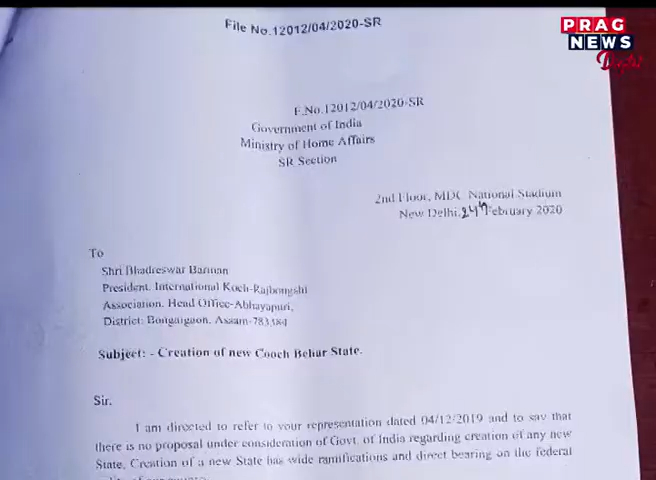 File No.12012/04/2020-SR
PRAG
NEWS
F.No.12012/04/2020-SR
Government of India
Ministry of Home Affairs
SR Section
2nd Floor, MDC National Stadium
New Delhi, 24th February 2020
To
Shri Bhadreswar Barman
President, International Koch-Rajbongshi
Association, Head Office-Abhayapuri,
District: Bongaigaon, Assam-783384
Subject: - Creation of new Cooch Behar State.
Sir,
I am directed to refer to your representation dated 04/12/2019 and to say that
there is no proposal under consideration of Govt. of India regarding creation of any new
State. Creation of a new State has wide ramifications and direct bearing on the federal